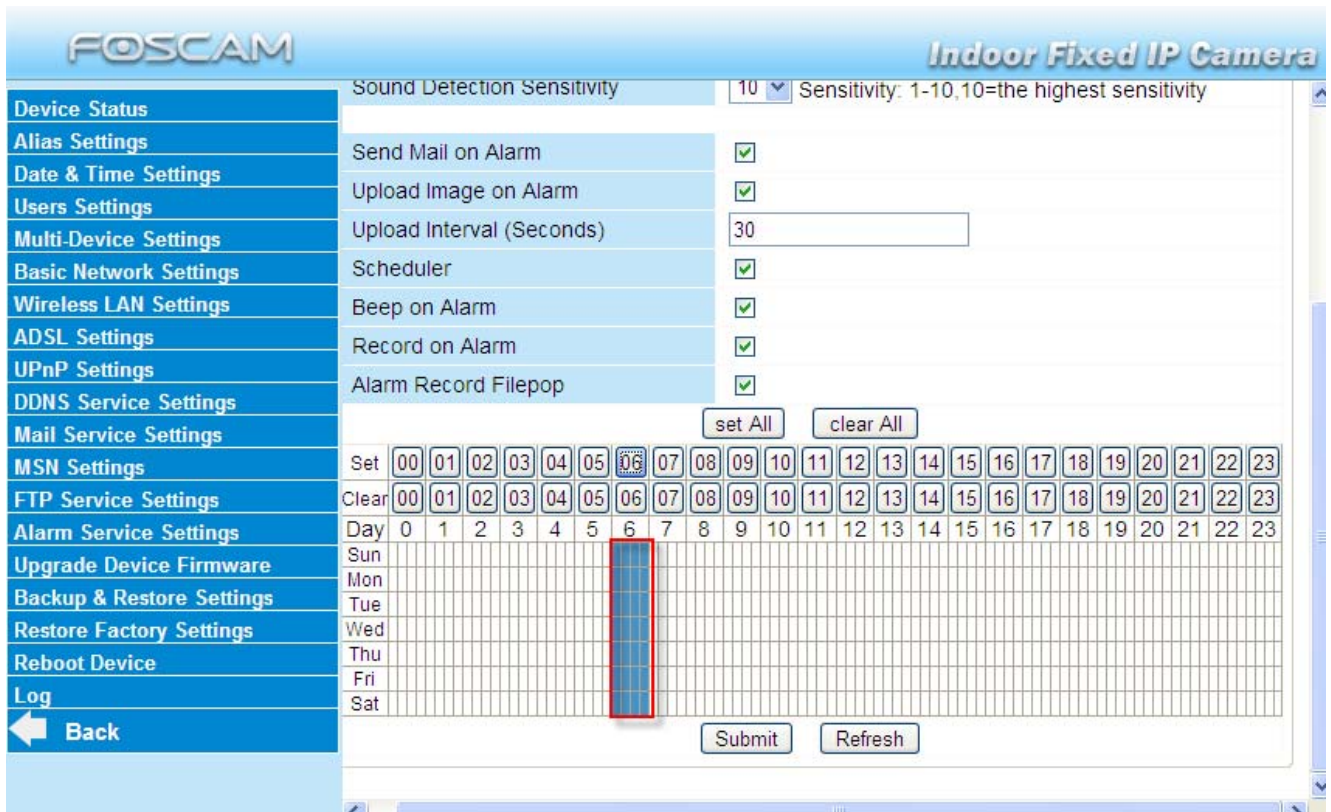 FOSCAM
Indoor Fixed IP Camera
Device Status
Alias Settings
Date & Time Settings
Users Settings
Multi-Device Settings
Basic Network Settings
Wireless LAN Settings
ADSL Settings
UPnP Settings
DDNS Service Settings
Mail Service Settings
MSN Settings
FTP Service Settings
Alarm Service Settings
Upgrade Device Firmware
Backup & Restore Settings
Restore Factory Settings
Reboot Device
Log
Back
Sound Detection Sensitivity 10 Sensitivity: 1-10,10=the highest sensitivity
Send Mail on Alarm
Upload Image on Alarm
Upload Interval (Seconds) 30
Scheduler
Beep on Alarm
Record on Alarm
Alarm Record Filepop
set All clear All
Set 00 01 02 03 04 05 06 07 08 09 10 11 12 13 14 15 16 17 18 19 20 21 22 23
Clear 00 01 02 03 04 05 06 07 08 09 10 11 12 13 14 15 16 17 18 19 20 21 22 23
Day 0 1 2 3 4 5 6 7 8 9 10 11 12 13 14 15 16 17 18 19 20 21 22 23
Sun
Mon
Tue
Wed
Thu
Fri
Sat
Submit Refresh